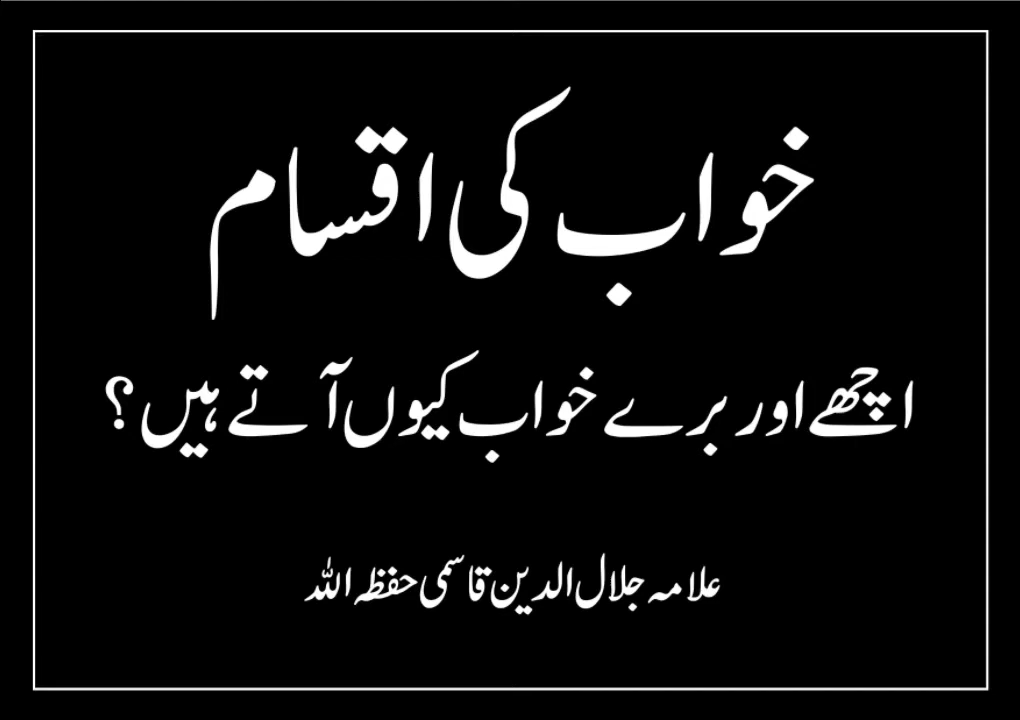 خواب کی اقسام
اچھے اور برے خواب کیوں آتے ہیں؟
علامہ جلال الدین قاسمی حفظہ اللہ